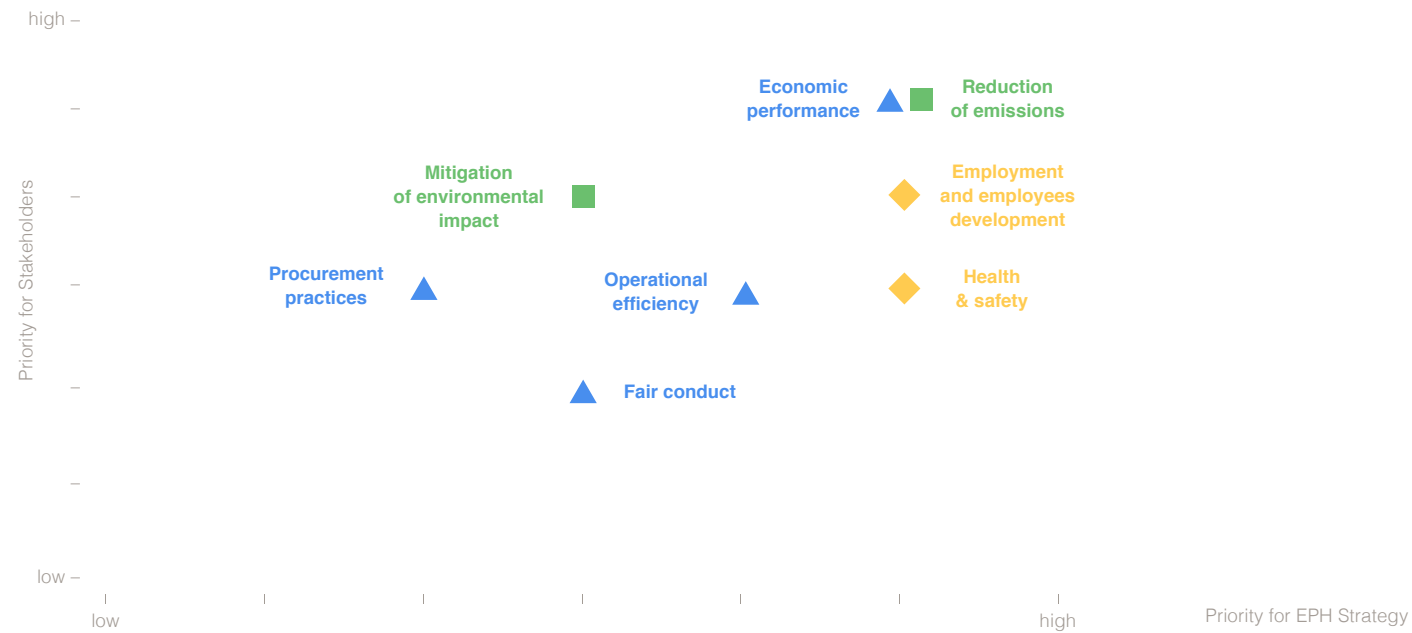 high
Economic
performance
Reduction
of emissions
Mitigation
of environmental
impact
Employment
and employees
development
Priority for Stakeholders
Procurement
practices
Operational
efficiency
Health
& safety
Fair conduct
low
low
high
Priority for EPH Strategy